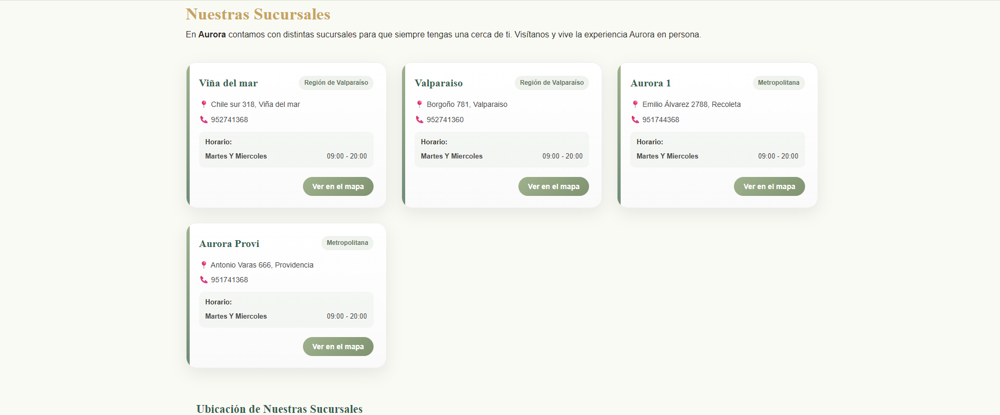 Nuestras Sucursales
En Aurora contamos con distintas sucursales para que siempre tengas una cerca de ti. Visítanos y vive la experiencia Aurora en persona.
Viña del mar
Región de Valparaíso
Chile sur 318, Viña del mar
952741368
Horario:
Martes Y Miercoles 09:00 - 20:00
Ver en el mapa
Valparaiso
Región de Valparaíso
Borgoño 781, Valparaiso
952741360
Horario:
Martes Y Miercoles 09:00 - 20:00
Ver en el mapa
Aurora 1
Metropolitana
Emilio Álvarez 2788, Recoleta
951744368
Horario:
Martes Y Miercoles 09:00 - 20:00
Ver en el mapa
Aurora Provi
Metropolitana
Antonio Varas 666, Providencia
951741368
Horario:
Martes Y Miercoles 09:00 - 20:00
Ver en el mapa
Ubicación de Nuestras Sucursales